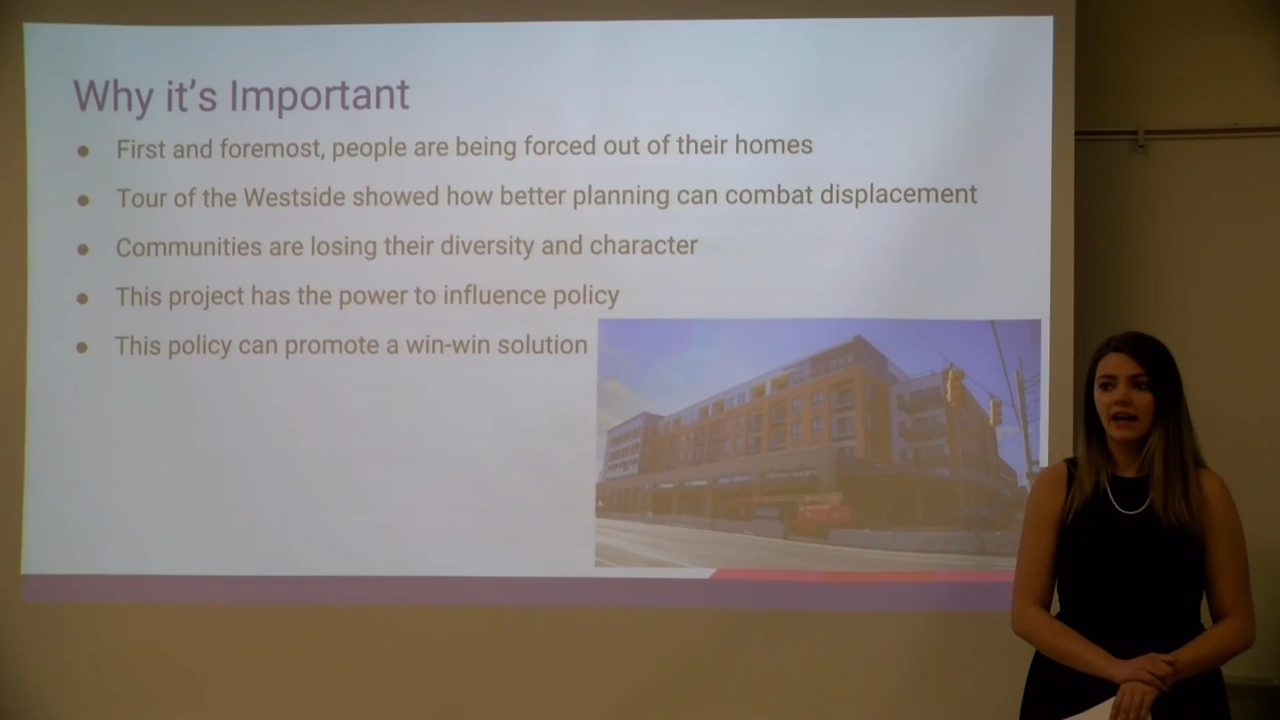 Why it's Important
● First and foremost, people are being forced out of their homes
● Tour of the Westside showed how better planning can combat displacement
● Communities are losing their diversity and character
● This project has the power to influence policy
● This policy can promote a win-win solution